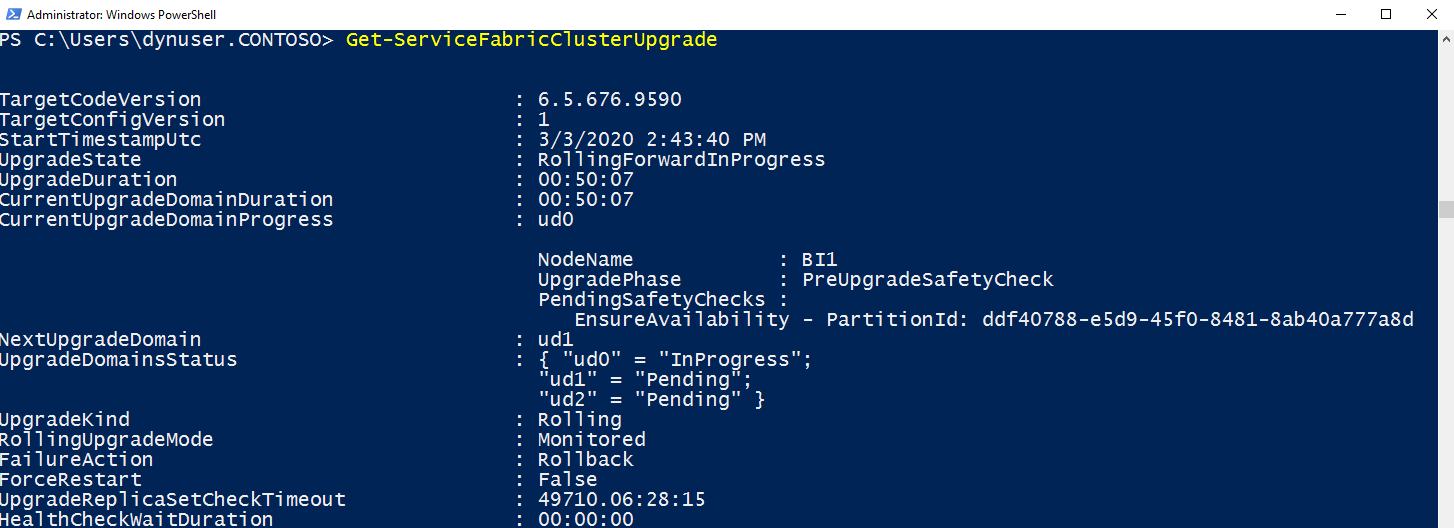 Administrator: Windows PowerShell
PS C:\Users\dynuser.CONTOSO> Get-ServiceFabricClusterUpgrade
TargetCodeVersion : 6.5.676.9590
TargetConfigVersion : 1
StartTimestampUtc : 3/3/2020 2:43:40 PM
UpgradeState : RollingForwardInProgress
UpgradeDuration : 00:50:07
CurrentUpgradeDomainDuration : 00:50:07
CurrentUpgradeDomainProgress : ud0
NodeName : BI1
UpgradePhase : PreUpgradeSafetyCheck
PendingSafetyChecks :
EnsureAvailability - PartitionId: ddf40788-e5d9-45f0-8481-8ab40a777a8d
NextUpgradeDomain : ud1
UpgradeDomainsStatus : { "ud0" = "InProgress";
"ud1" = "Pending";
"ud2" = "Pending" }
UpgradeKind : Rolling
RollingUpgradeMode : Monitored
FailureAction : Rollback
ForceRestart : False
UpgradeReplicaSetCheckTimeout : 49710.06:28:15
HealthCheckWaitDuration : 00:00:00